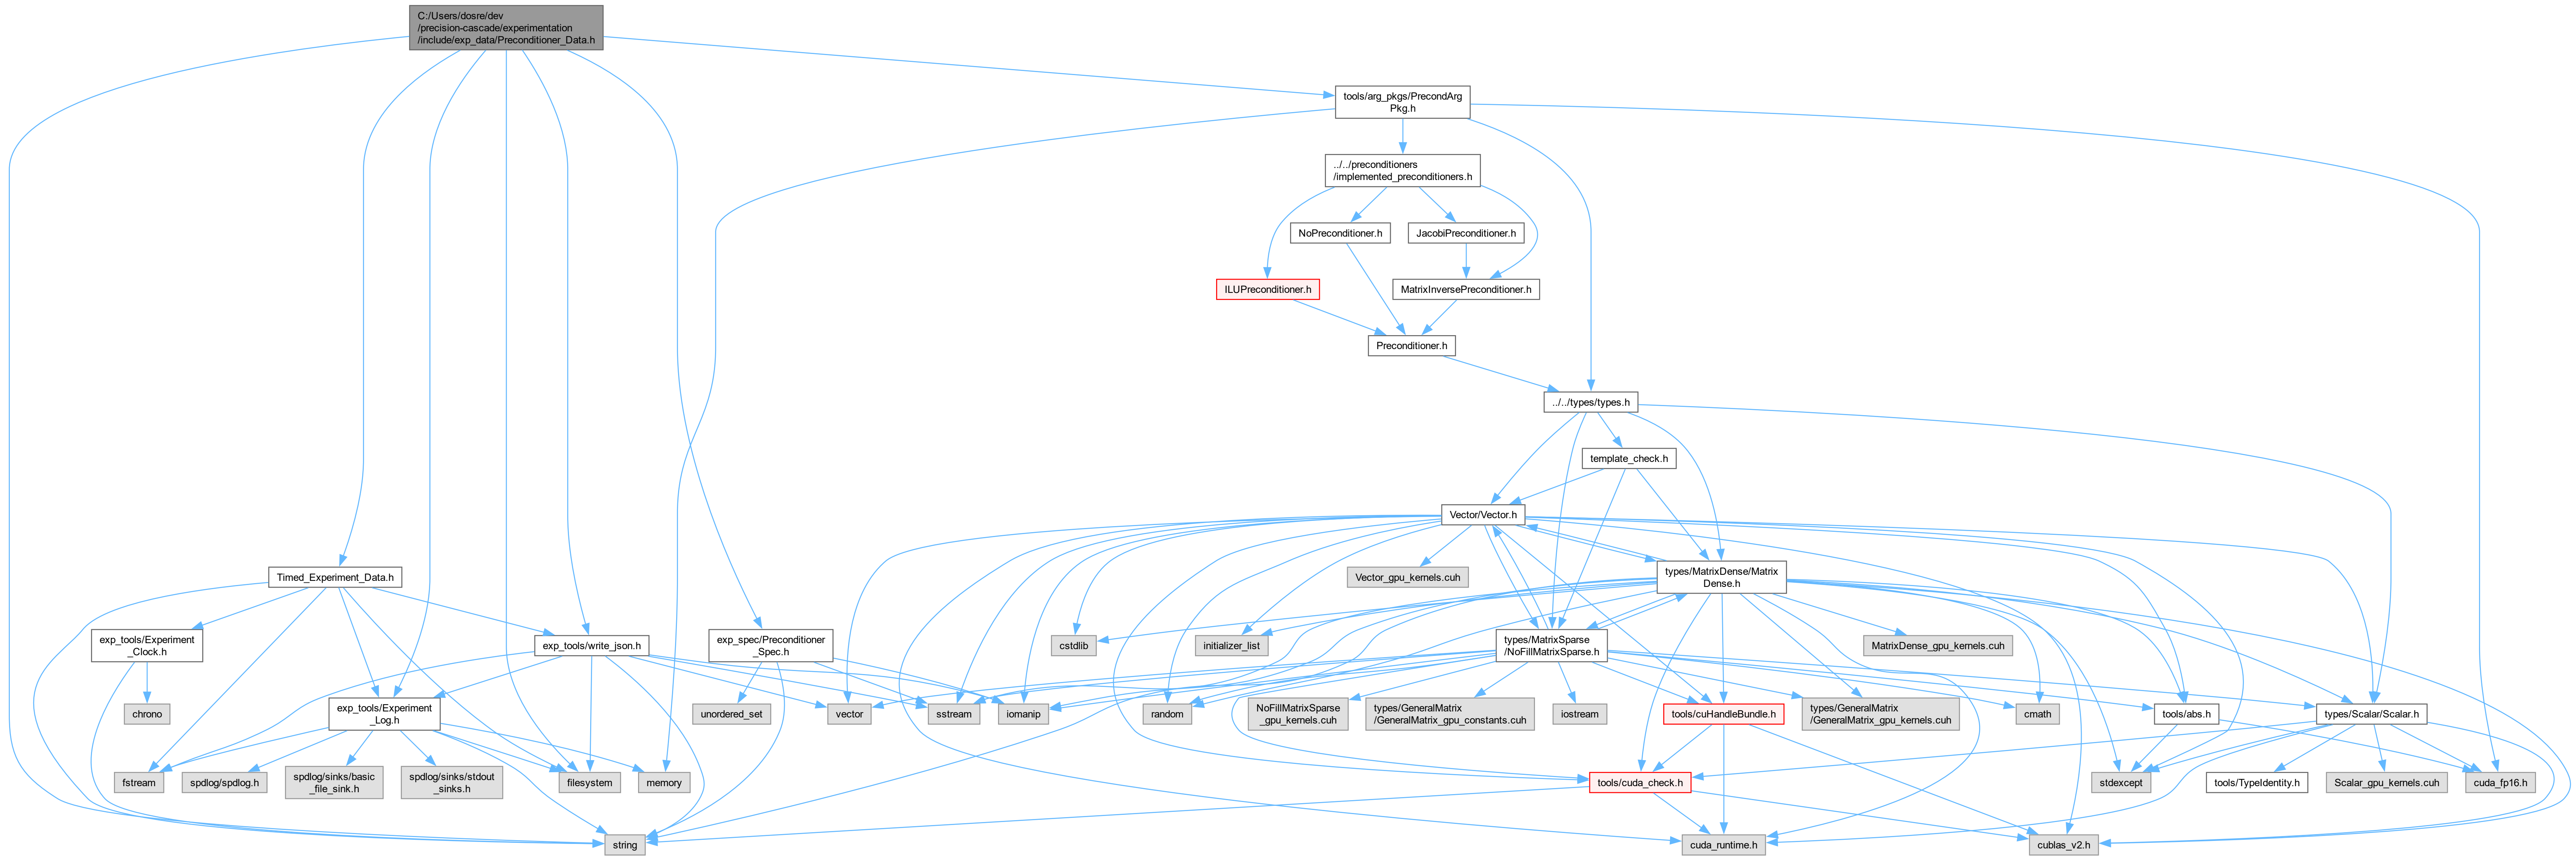 C:/Users/dosre/dev
/precision-cascade/experimentation
/include/exp_data/Preconditioner_Data.h
tools/arg_pkgs/PrecondArg
Pkg.h
../../preconditioners
/implemented_preconditioners.h
NoPreconditioner.h
JacobiPreconditioner.h
ILUPreconditioner.h
MatrixInversePreconditioner.h
Preconditioner.h
../../types/types.h
template_check.h
Vector/Vector.h
Timed_Experiment_Data.h
Vector_gpu_kernels.cuh
types/MatrixDense/Matrix
Dense.h
exp_tools/Experiment
_Clock.h
exp_tools/write_json.h
exp_spec/Preconditioner
_Spec.h
cstdlib
initializer_list
types/MatrixSparse
/NoFillMatrixSparse.h
MatrixDense_gpu_kernels.cuh
chrono
exp_tools/Experiment
_Log.h
unordered_set
vector
sstream
iomanip
random
NoFillMatrixSparse
_gpu_kernels.cuh
types/GeneralMatrix
/GeneralMatrix_gpu_constants.cuh
iostream
tools/cuHandleBundle.h
types/GeneralMatrix
/GeneralMatrix_gpu_kernels.cuh
cmath
tools/abs.h
types/Scalar/Scalar.h
fstream
spdlog/spdlog.h
spdlog/sinks/basic
_file_sink.h
spdlog/sinks/stdout
_sinks.h
filesystem
memory
tools/cuda_check.h
stdexcept
tools/TypeIdentity.h
Scalar_gpu_kernels.cuh
cuda_fp16.h
string
cuda_runtime.h
cublas_v2.h